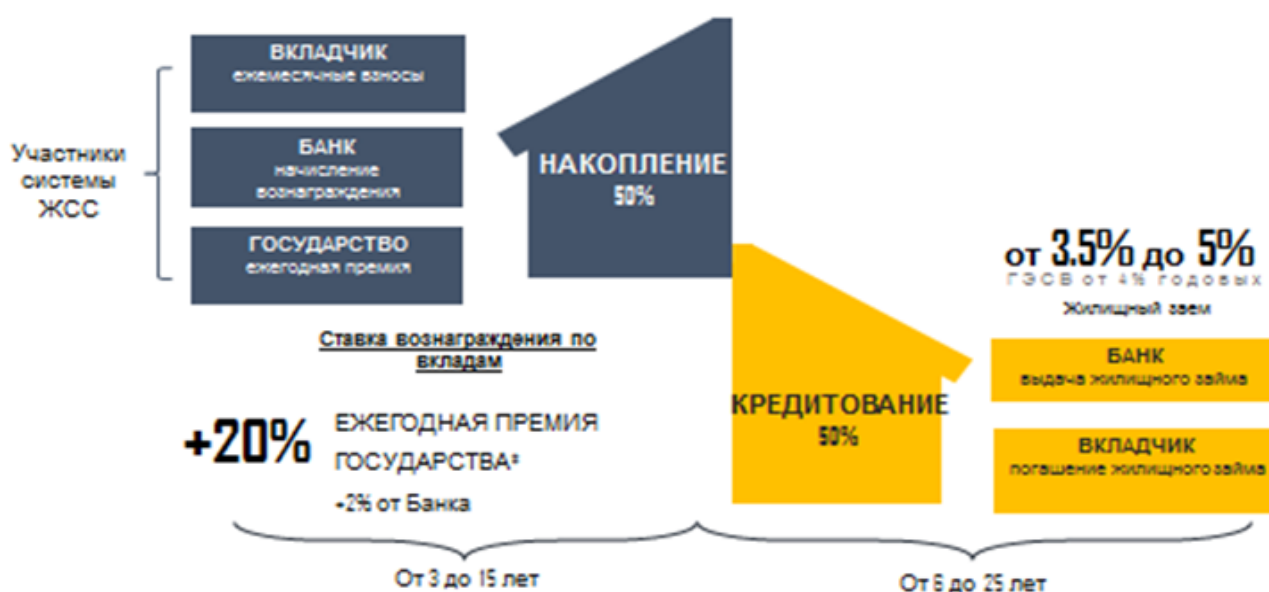 Участники
системы
ЖСС
ВКЛАДЧИК
ежемесячные взносы
БАНК
начисление
вознаграждения
ГОСУДАРСТВО
ежегодная премия
НАКОПЛЕНИЕ
50%
Ставка вознаграждения по
вкладам
+20%
ЕЖЕГОДНАЯ ПРЕМИЯ
ГОСУДАРСТВА*
+2% от Банка
От 3 до 15 лет
от 3.5% до 5%
ГЭСВ от 4% годовых
Жилищный заем
КРЕДИТОВАНИЕ
50%
БАНК
выдача жилищного займа
ВКЛАДЧИК
погашение жилищного займа
От 6 до 25 лет